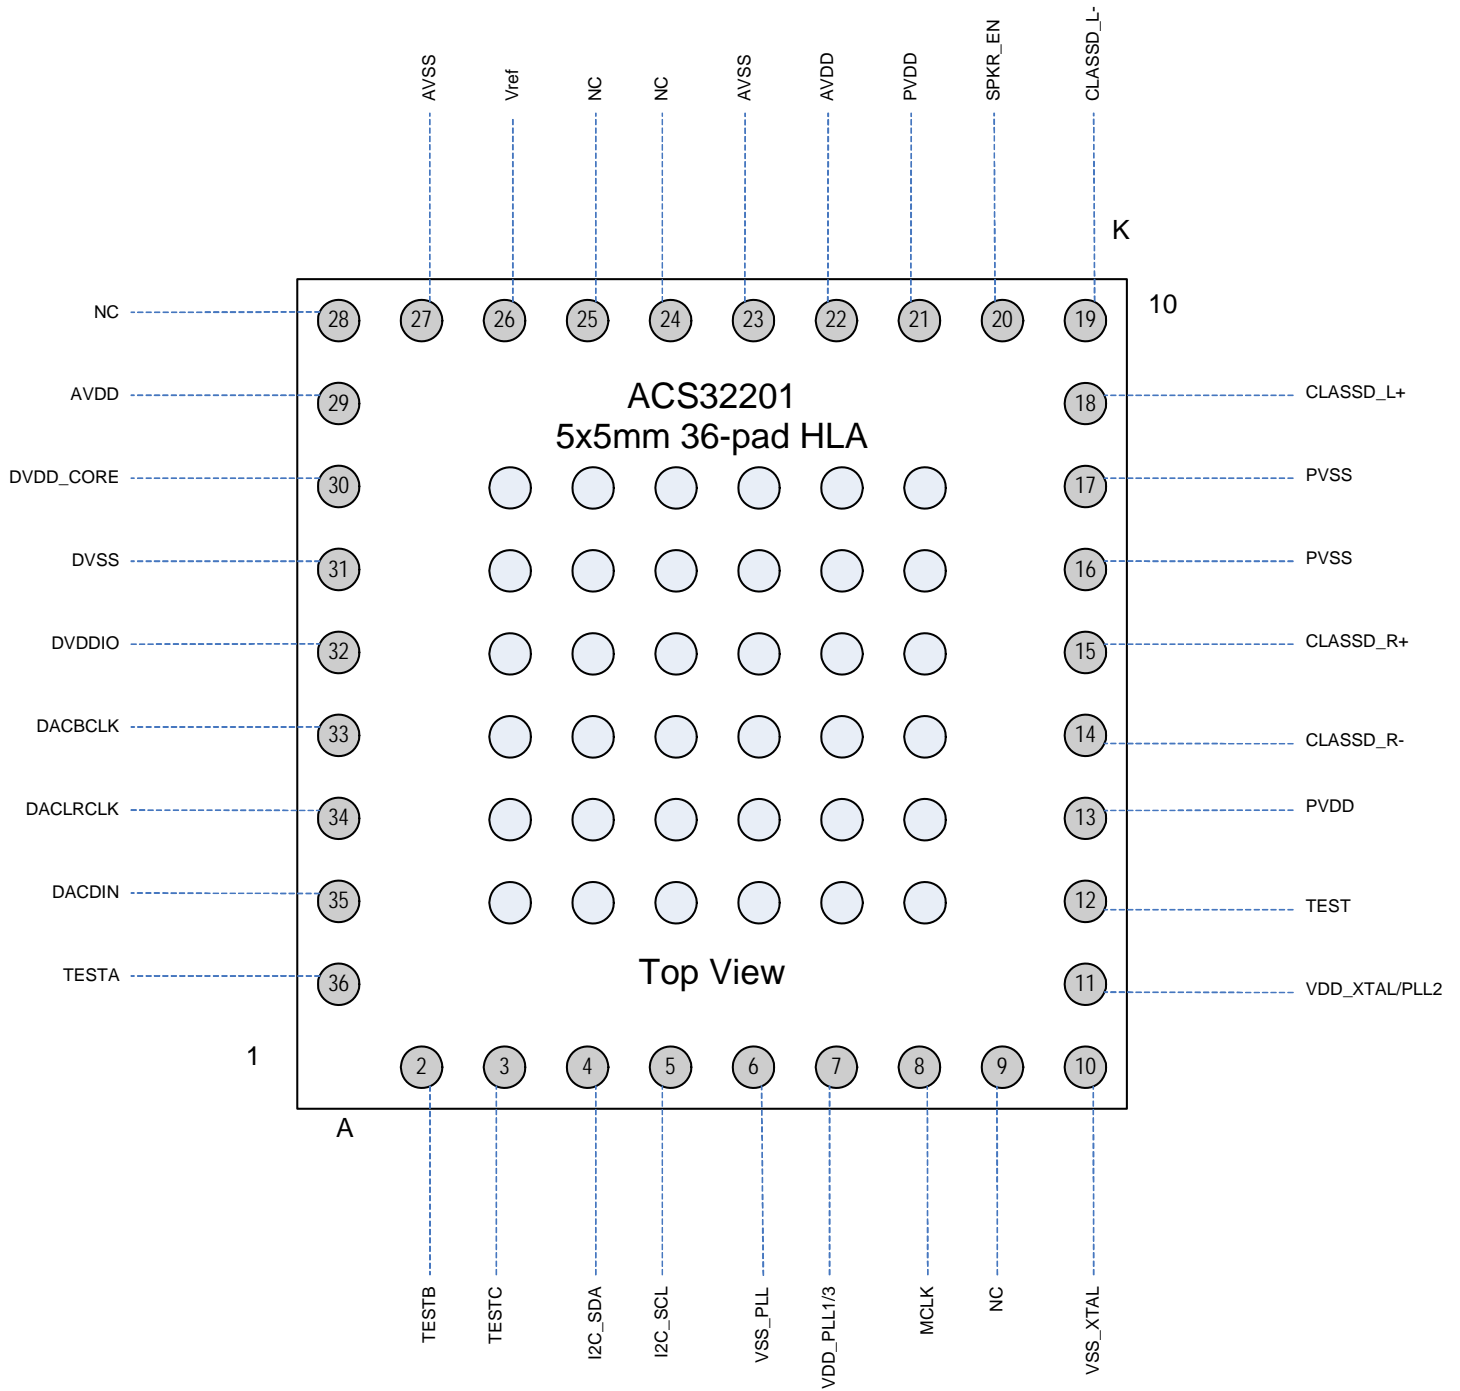 AVSS
Vref
NC
NC
AVSS
AVDD
PVDD
SPKR_EN
CLASSD_L-
K
10
28
27
26
25
24
23
22
21
20
19
NC
ACS32201
5x5mm 36-pad HLA
AVDD
29
18
CLASSD_L+
DVDD_CORE
30
17
PVSS
DVSS
31
16
PVSS
DVDDIO
32
15
CLASSD_R+
DACBCLK
33
14
CLASSD_R-
DACLRCLK
34
13
PVDD
DACDIN
35
12
TEST
TESTA
36
Top View
11
VDD_XTAL/PLL2
1
2
3
4
5
6
7
8
9
10
A
TESTB
TESTC
I2C_SDA
I2C_SCL
VSS_PLL
VDD_PLL1/3
MCLK
NC
VSS_XTAL